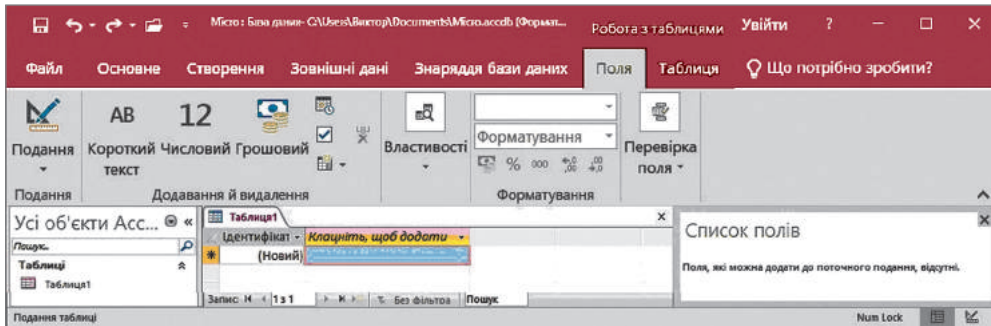 Місто : База даних- C:\Users\Виктор\Documents\Місто.accdb (Формат... Робота з таблицями Увійти ?
Файл Основне Створення Зовнішні дані Знаряддя бази даних Поля Таблиця Що потрібно зробити?
Подання
AB
Короткий текст
12
Числовий
Грошовий
Властивості
Форматування
% 000
Перевірка поля
Подання Додавання й видалення Форматування
Усі об'єкти Acc... «
Пошук..
Таблиці
Таблиця1
Таблиця1
Ідентифікат Клацніть, щоб додати
* (Новий)
Запис: 1 з 1 Без фільтра Пошук
Список полів
Поля, які можна додати до поточного подання, відсутні.
Подання таблиці Num Lock